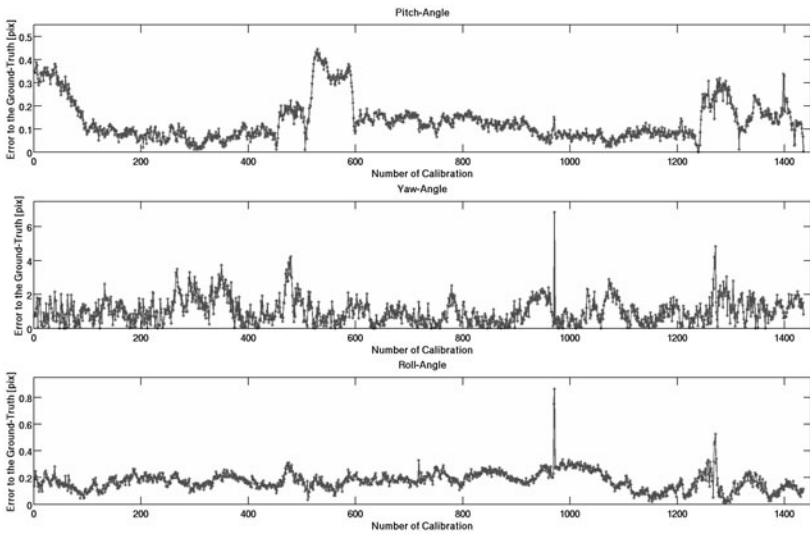 Pitch-Angle
Error to the Ground-Truth [pix]
0.5
0.4
0.3
0.2
0.1
0
0 200 400 600 800 1000 1200 1400
Number of Calibration
Yaw-Angle
Error to the Ground-Truth [pix]
6
4
2
0
0 200 400 600 800 1000 1200 1400
Number of Calibration
Roll-Angle
Error to the Ground-Truth [pix]
0.8
0.6
0.4
0.2
0
0 200 400 600 800 1000 1200 1400
Number of Calibration